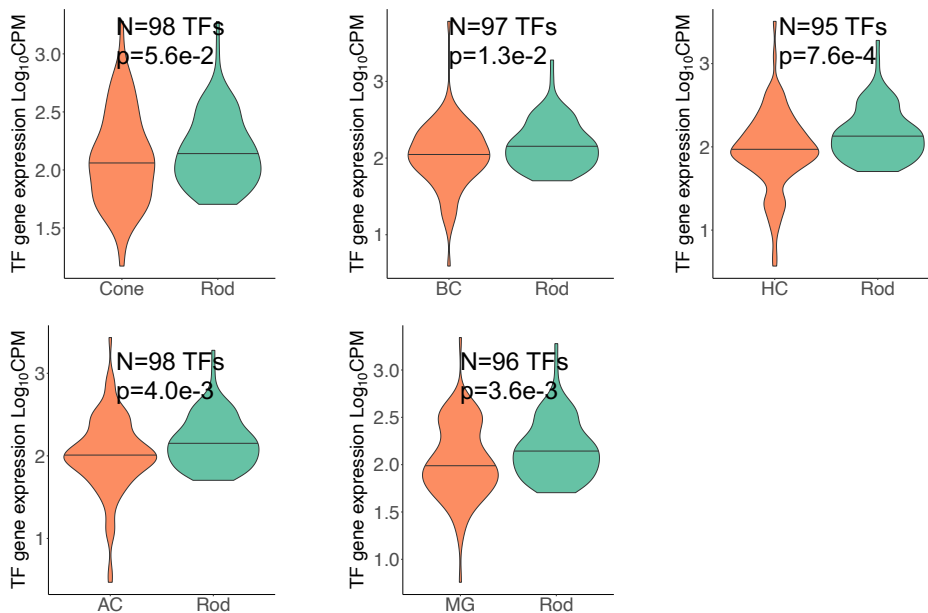 N=98 TFs
p=5.6e-2
TF gene expression Log₁₀CPM
3.0
2.5
2.0
1.5
Cone Rod
N=97 TFs
p=1.3e-2
TF gene expression Log₁₀CPM
3
2
1
BC Rod
N=95 TFs
p=7.6e-4
TF gene expression Log₁₀CPM
3
2
1
HC Rod
N=98 TFs
p=4.0e-3
TF gene expression Log₁₀CPM
3
2
1
AC Rod
N=96 TFs
p=3.6e-3
TF gene expression Log₁₀CPM
3.0
2.5
2.0
1.5
1.0
MG Rod